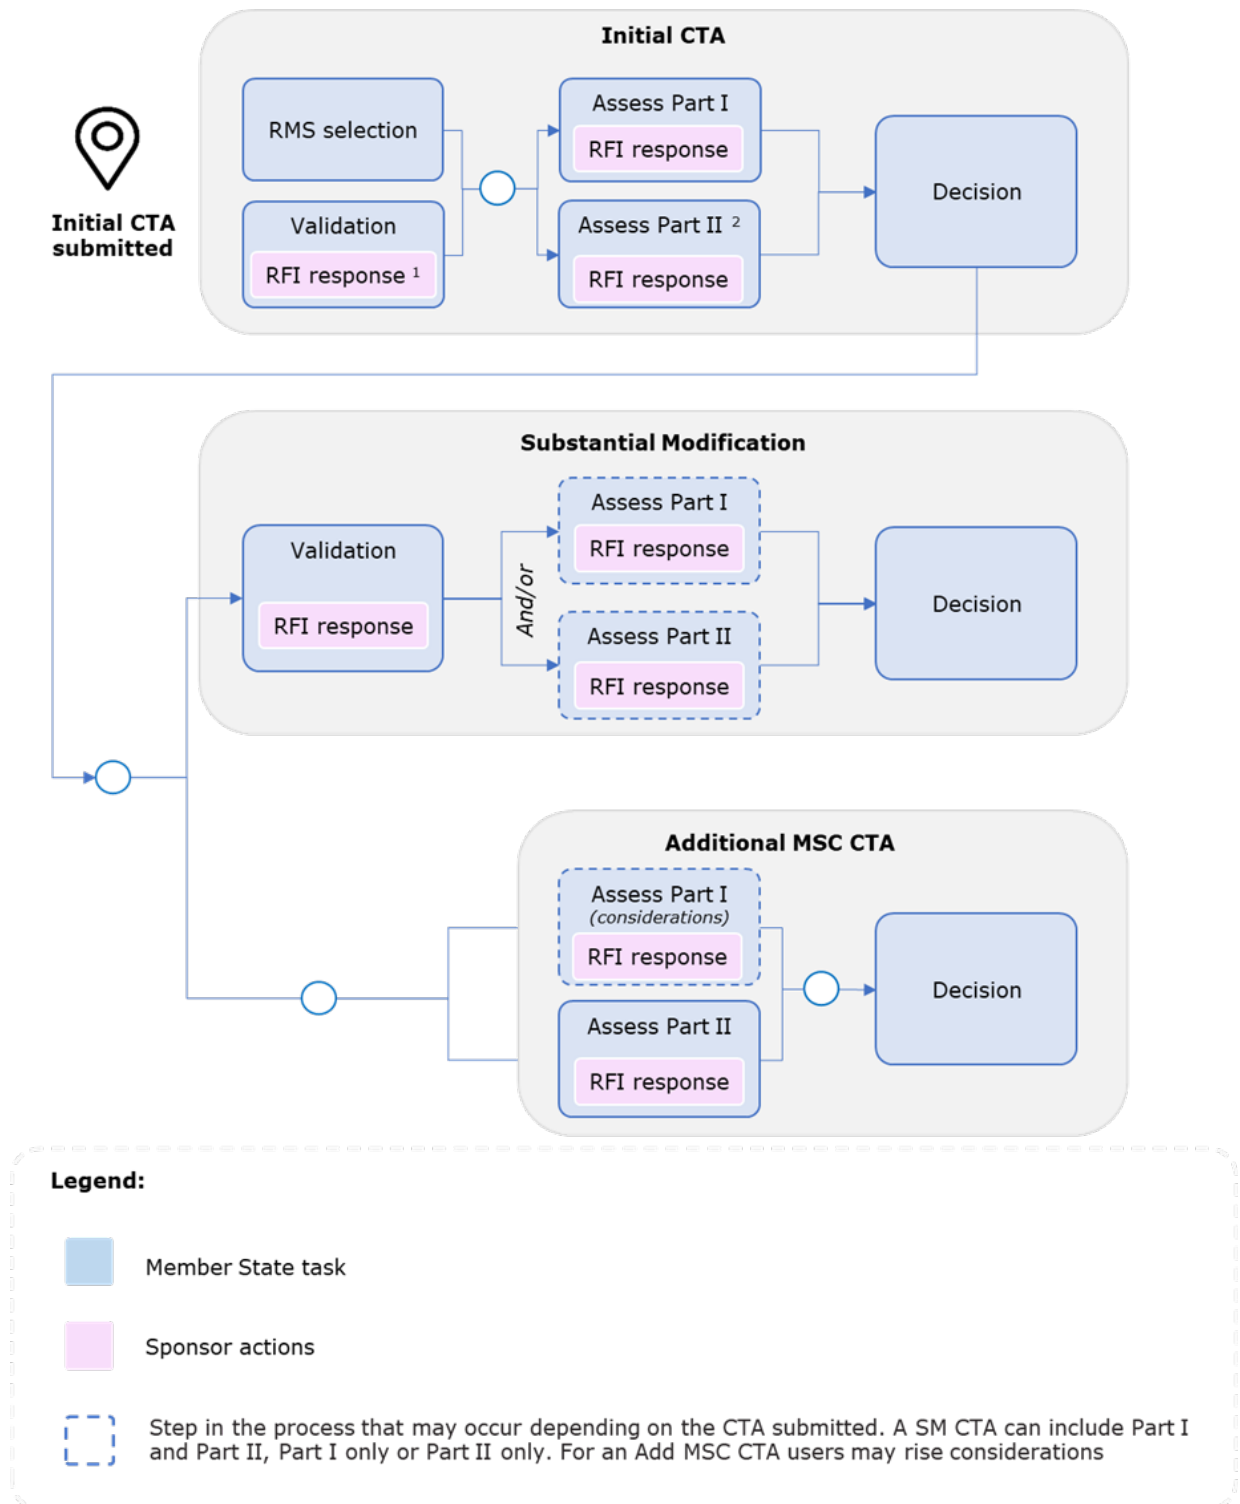 Initial CTA
RMS selection
Validation
RFI response ¹
Initial CTA
submitted
Assess Part I
RFI response
Assess Part II ²
RFI response
Decision
Substantial Modification
Validation
RFI response
And/or
Assess Part I
RFI response
Assess Part II
RFI response
Decision
Additional MSC CTA
Assess Part I
(considerations)
RFI response
Assess Part II
RFI response
Decision
Legend:
Member State task
Sponsor actions
Step in the process that may occur depending on the CTA submitted. A SM CTA can include Part I
and Part II, Part I only or Part II only. For an Add MSC CTA users may rise considerations